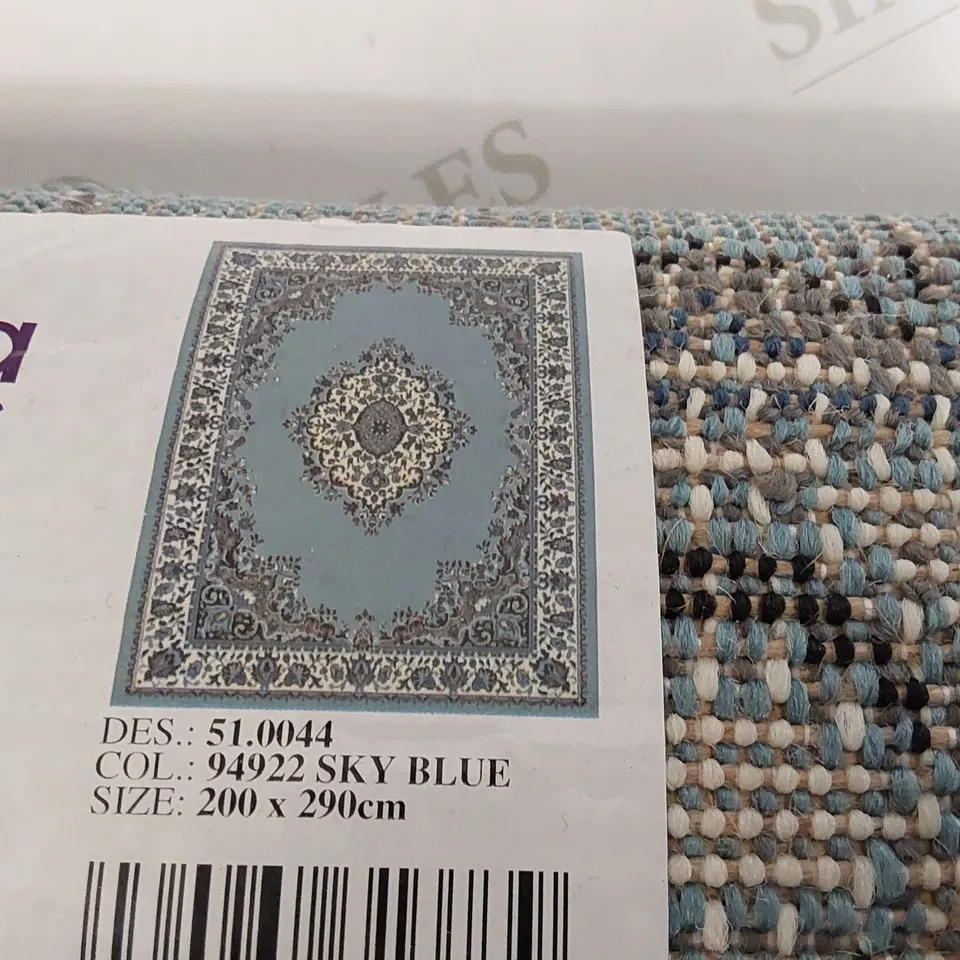 DES.: 51.0044
COL.: 94922 SKY BLUE
SIZE: 200 x 290cm